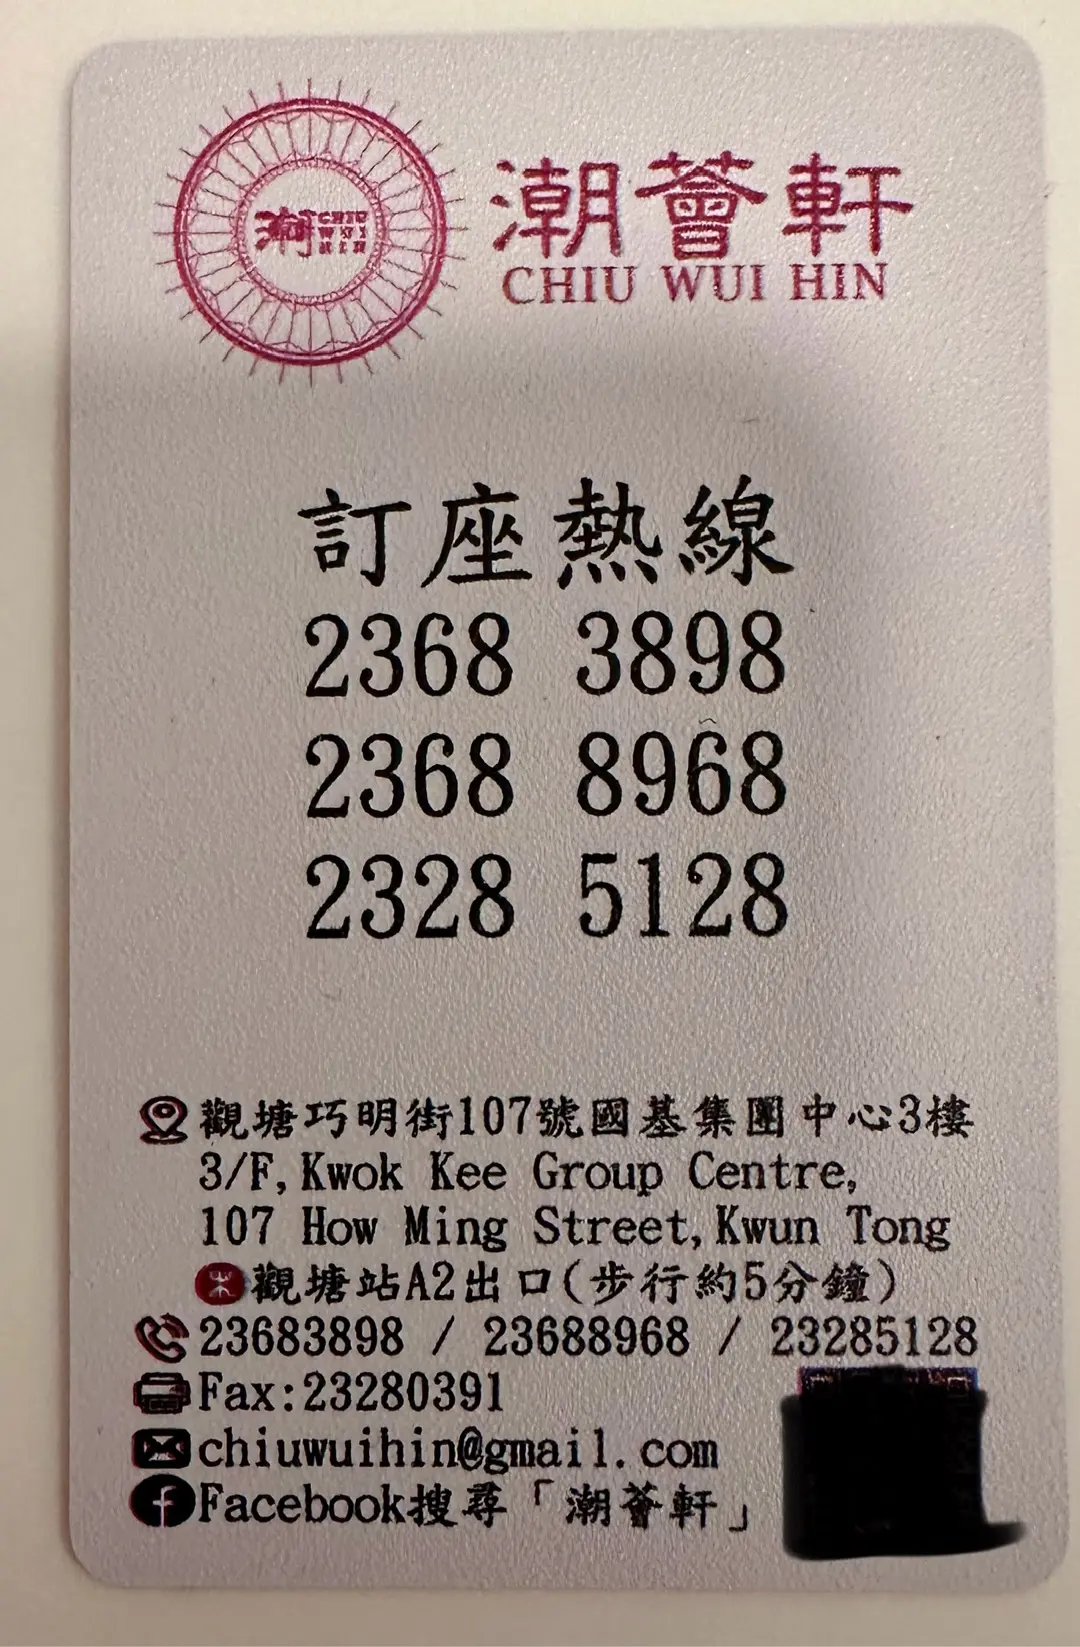 潮 CHIU
WUI
HIN
潮薈軒
CHIU WUI HIN
訂座熱線
2368 3898
2368 8968
2328 5128
觀塘巧明街107號國基集團中心3樓
3/F, Kwok Kee Group Centre,
107 How Ming Street, Kwun Tong
觀塘站A2出口(步行約5分鐘)
23683898 / 23688968 / 23285128
Fax:23280391
chiuwuihin@gmail.com
Facebook搜尋「潮薈軒」